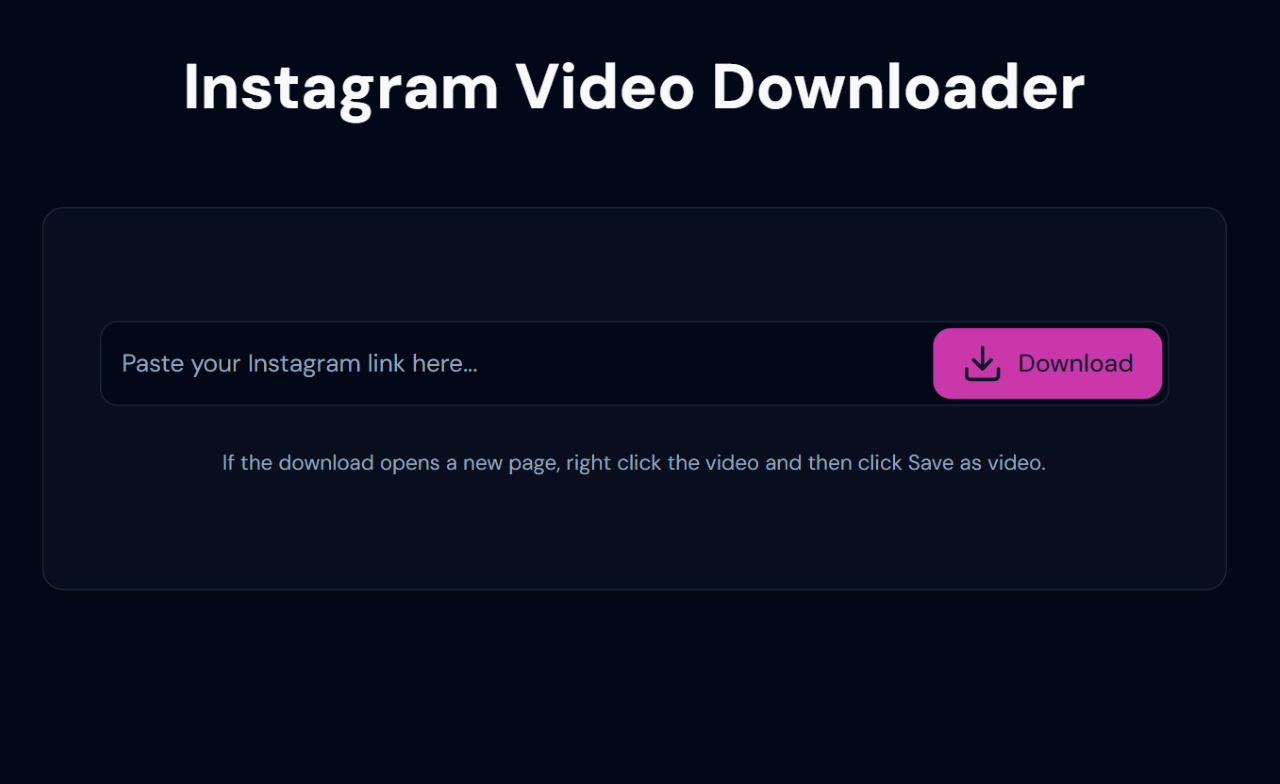 Instagram Video Downloader
Paste your Instagram link here...
Download
If the download opens a new page, right click the video and then click Save as video.